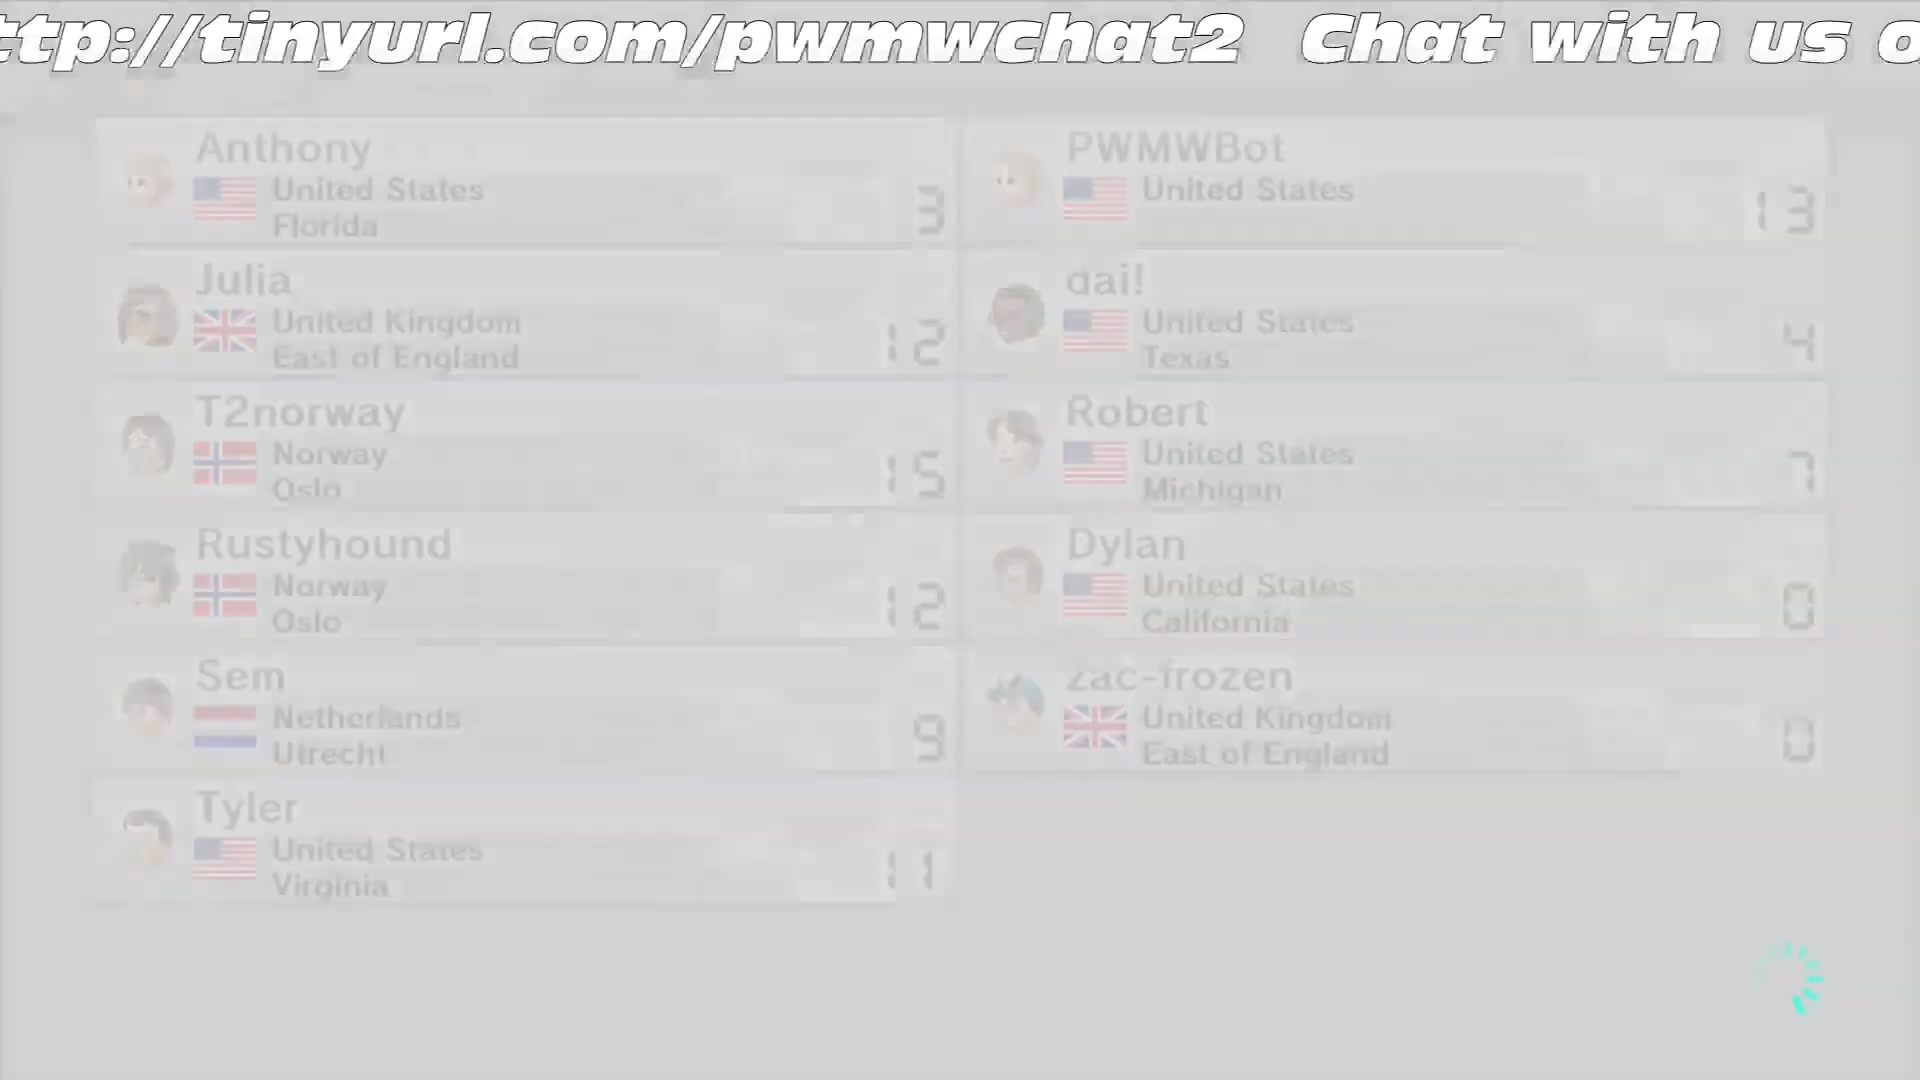 ttp://tinyurl.com/pwmwchat2 Chat with us o
Anthony
United States
Florida
3
Julia
United Kingdom
East of England
12
T2norway
Norway
Oslo
15
Rustyhound
Norway
Oslo
12
Sem
Netherlands
Utrecht
9
Tyler
United States
Virginia
11
PWMWBot
United States
13
dai!
United States
Texas
4
Robert
United States
Michigan
7
Dylan
United States
California
0
Zac-frozen
United Kingdom
East of England
0